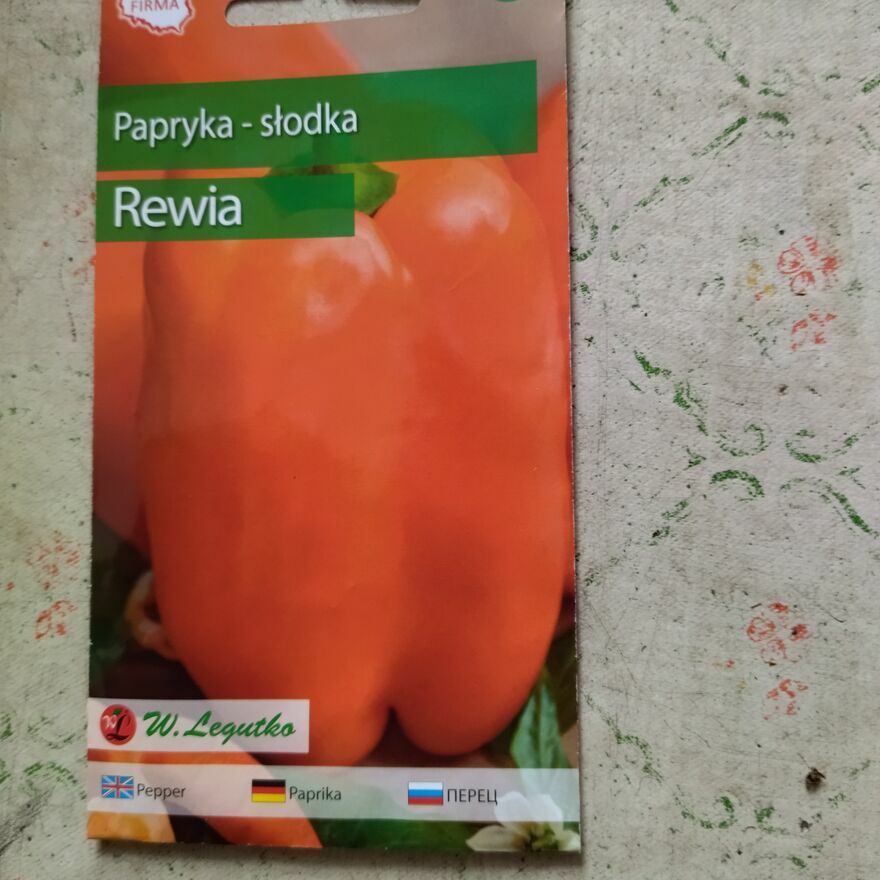 FIRMA
Papryka - słodka
Rewia
W. Legutko
Pepper
Paprika
ПЕРЕЦ